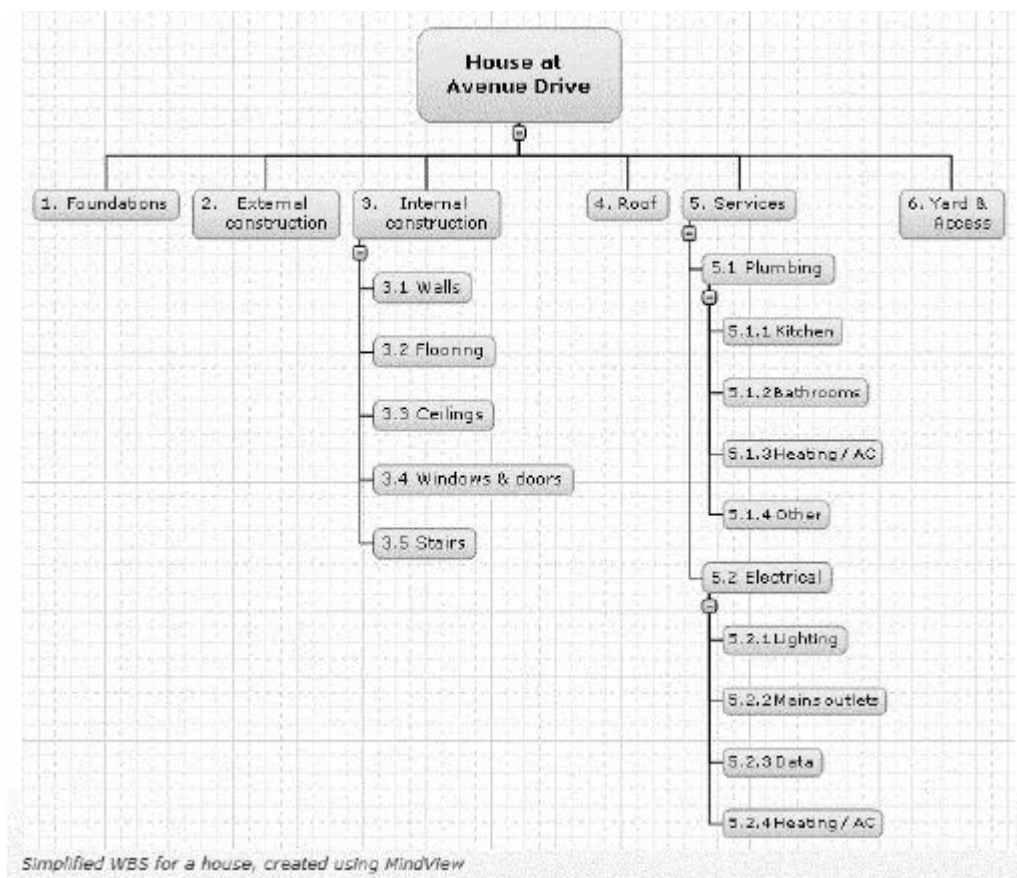 House at
Avenue Drive
1. Foundations
2. External
construction
3. Internal
construction
4. Roof
5. Services
6. Yard &
Access
3.1 Walls
3.2 Flooring
3.3 Ceilings
3.4 Windows & doors
3.5 Stairs
5.1 Plumbing
5.1.1 Kitchen
5.1.2 Bathrooms
5.1.3 Heating / AC
5.1.4 Other
5.2 Electrical
5.2.1 Lighting
5.2.2 Mains outlets
5.2.3 Data
5.2.4 Heating / AC
Simplified WBS for a house, created using MindView